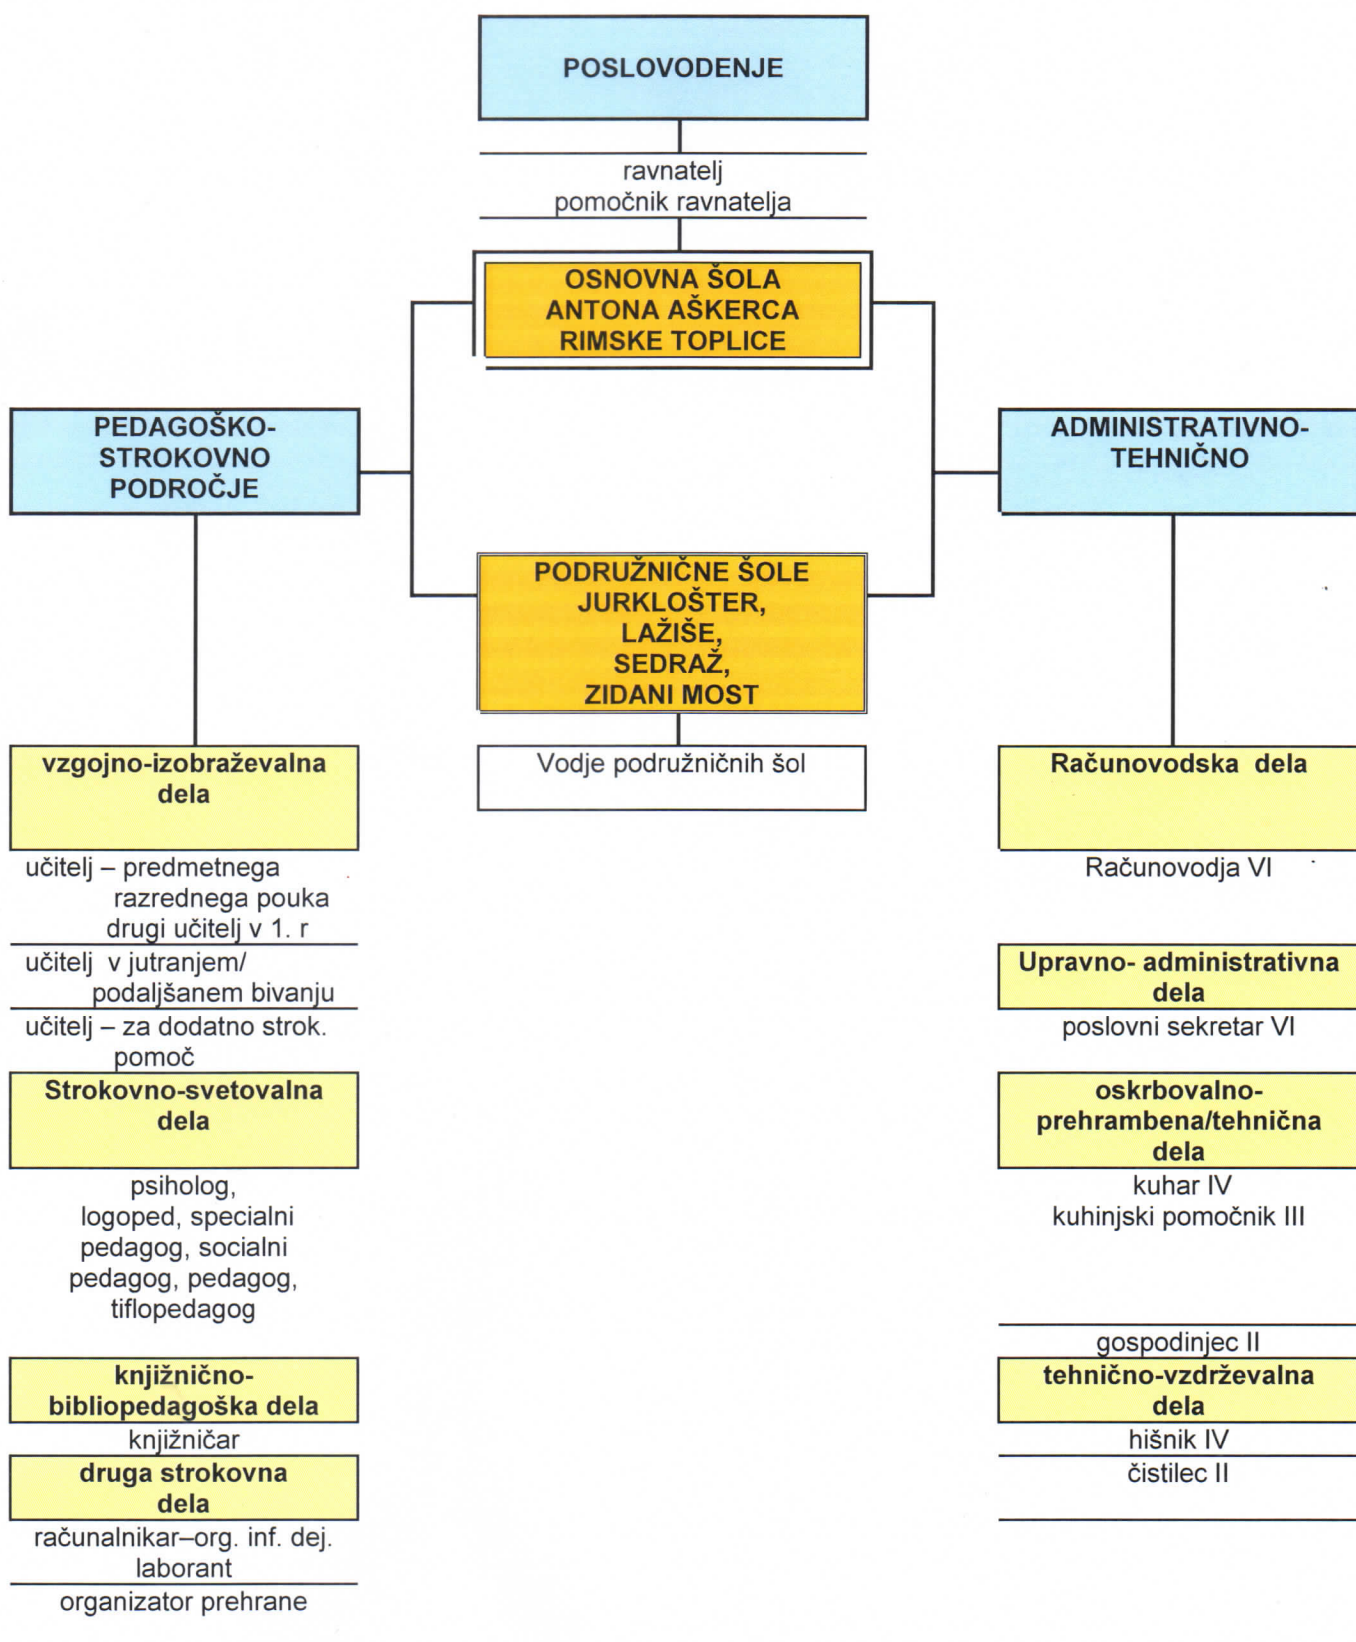 POSLOVODENJE
ravnatelj
pomočnik ravnatelja
OSNOVNA ŠOLA
ANTONA AŠKERCA
RIMSKE TOPLICE
PEDAGOŠKO-
STROKOVNO
PODROČJE
ADMINISTRATIVNO-
TEHNIČNO
PODRUŽNIČNE ŠOLE
JURKLOŠTER,
LAŽIŠE,
SEDRAŽ,
ZIDANI MOST
Vodje podružničnih šol
vzgojno-izobraževalna
dela
učitelj – predmetnega
razrednega pouka
drugi učitelj v 1. r
učitelj v jutranjem/
podaljšanem bivanju
učitelj – za dodatno strok.
pomoč
Strokovno-svetovalna
dela
psiholog,
logoped, specialni
pedagog, socialni
pedagog, pedagog,
tiflopedagog
knjižnično-
bibliopedagoška dela
knjižničar
druga strokovna
dela
računalnikar–org. inf. dej.
laborant
organizator prehrane
Računovodska dela
Računovodja VI
Upravno- administrativna
dela
poslovni sekretar VI
oskrbovalno-
prehrambena/tehnična
dela
kuhar IV
kuhinjski pomočnik III
gospodinjec II
tehnično-vzdrževalna
dela
hišnik IV
čistilec II